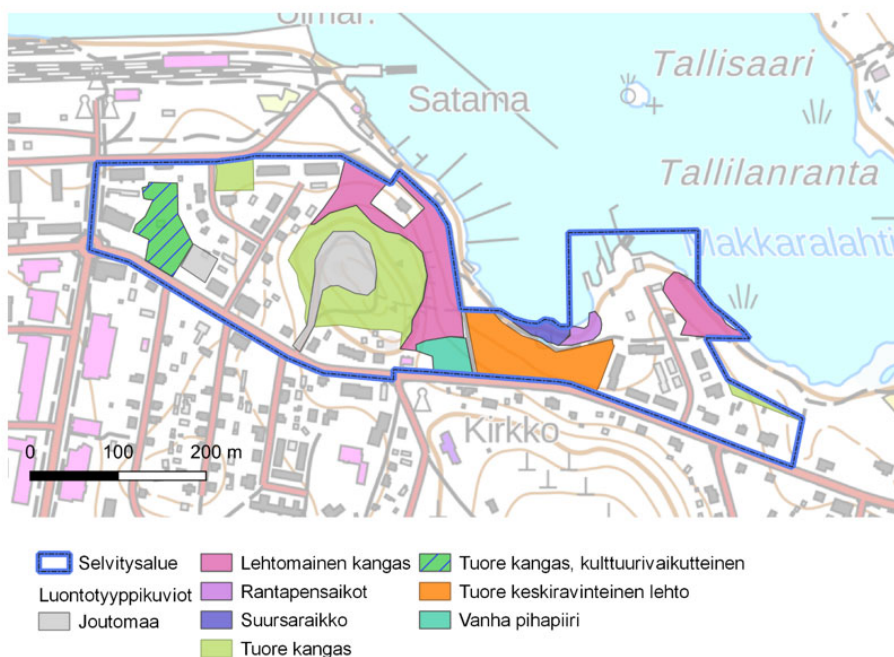 Uimar.
Tallisaari
Satama
Tallilanranta
Makkaralahti
Kirkko
0 100 200 m
Selvitysalue
Luontotyyppikuviot
Joutomaa
Lehtomainen kangas
Rantapensaikot
Suursaraikko
Tuore kangas
Tuore kangas, kulttuurivaikutteinen
Tuore keskiravinteinen lehto
Vanha pihapiiri